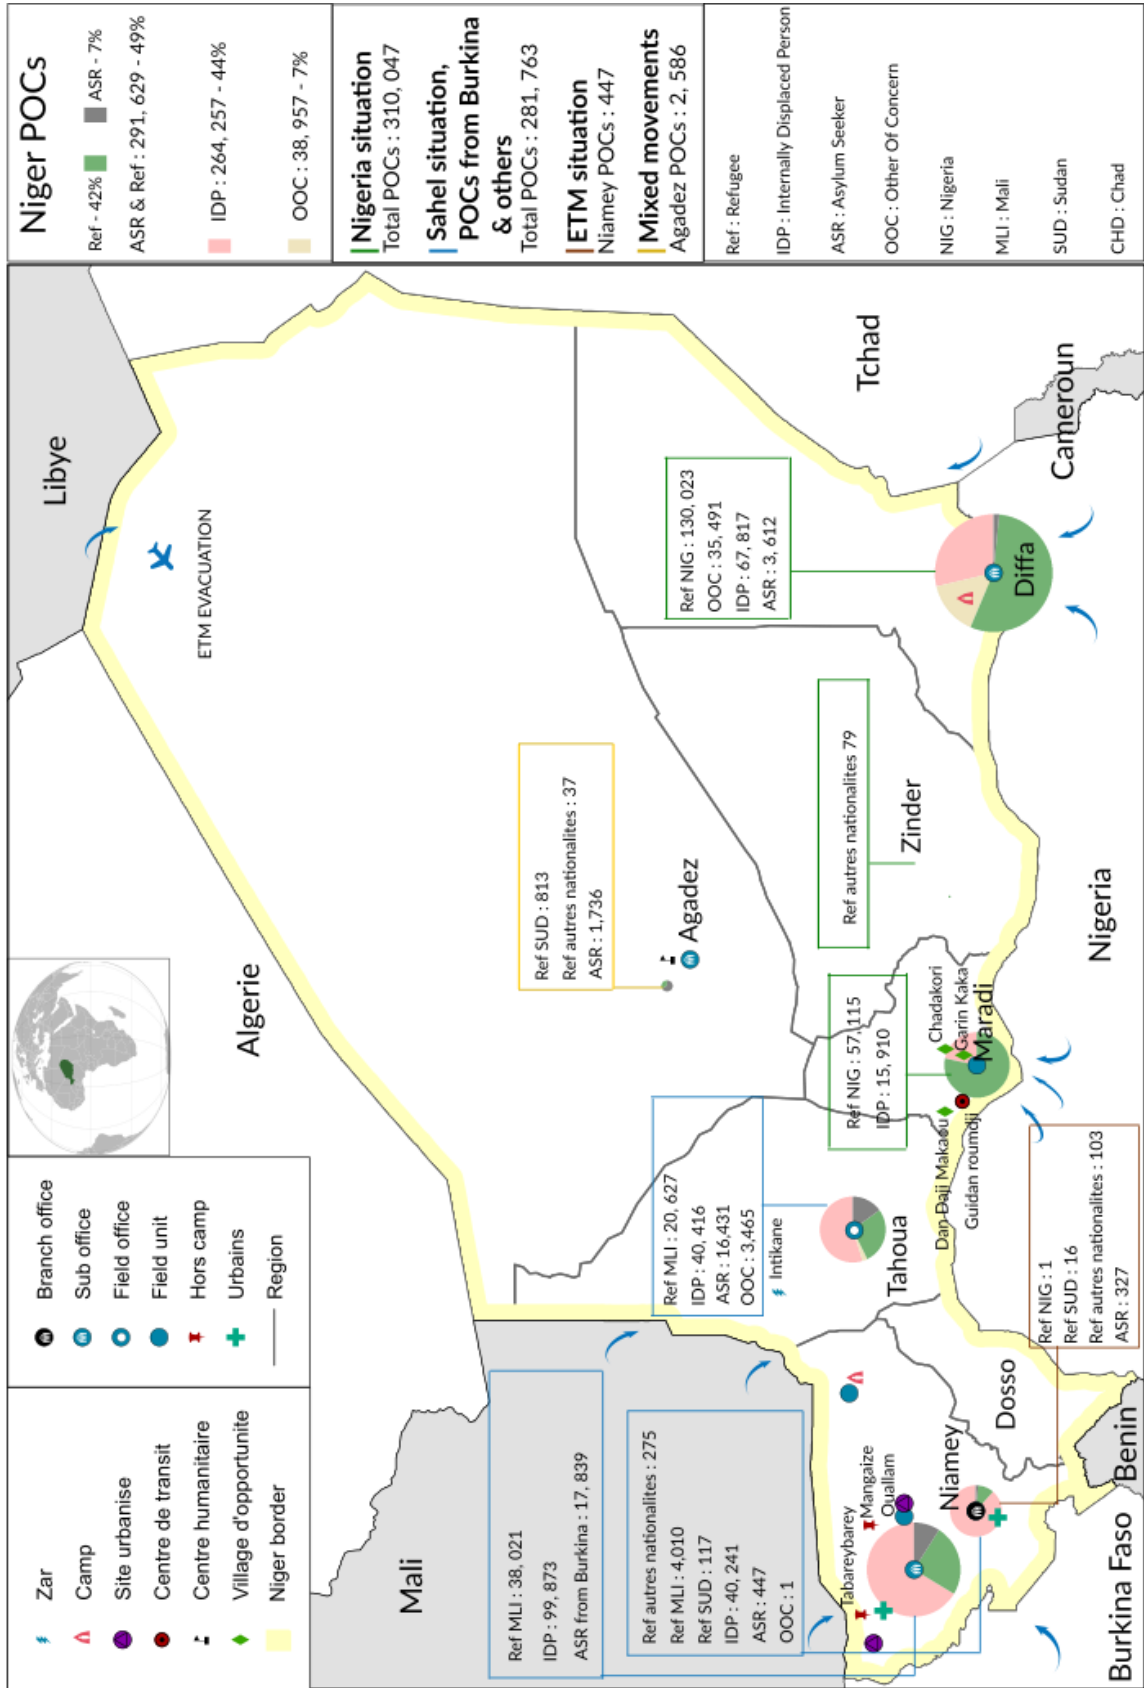 Niger POCs
Ref - 42%
ASR - 7%
ASR & Ref : 291, 629 - 49%
IDP : 264, 257 - 44%
OOC : 38, 957 - 7%
Nigeria situation
Total POCs : 310, 047
Sahel situation,
POCs from Burkina
& others
Total POCs : 281, 763
ETM situation
Niamey POCs : 447
Mixed movements
Agadez POCs : 2, 586
Ref : Refugee
IDP : Internally Displaced Person
ASR : Asylum Seeker
OOC : Other Of Concern
NIG : Nigeria
MLI : Mali
SUD : Sudan
CHD : Chad
Zar
Camp
Site urbanise
Centre de transit
Centre humanitaire
Village d'opportunite
Niger border
Branch office
Sub office
Field office
Field unit
Hors camp
Urbains
Region
Algerie
Libye
ETM EVACUATION
Tchad
Cameroun
Mali
Ref SUD : 813
Ref autres nationalites : 37
ASR : 1,736
Agadez
Ref NIG : 130, 023
OOC : 35, 491
IDP : 67, 817
ASR : 3, 612
Diffa
Ref autres nationalites 79
Zinder
Ref NIG : 57,115
IDP : 15, 910
Chadakori
Garin Kaka
Maradi
Dan Daji Makaou
Guidan roumdji
Ref MLI : 20, 627
IDP : 40, 416
ASR : 16,431
OOC : 3,465
Intikane
Tahoua
Ref MLI : 38, 021
IDP : 99, 873
ASR from Burkina : 17, 839
Ref autres nationalites : 275
Ref MLI : 4,010
Ref SUD : 117
IDP : 40, 241
ASR : 447
OOC : 1
Tabareybarey
Mangaize
Ouallam
Niamey
Dosso
Ref NIG : 1
Ref SUD : 16
Ref autres nationalites : 103
ASR : 327
Burkina Faso
Benin
Nigeria